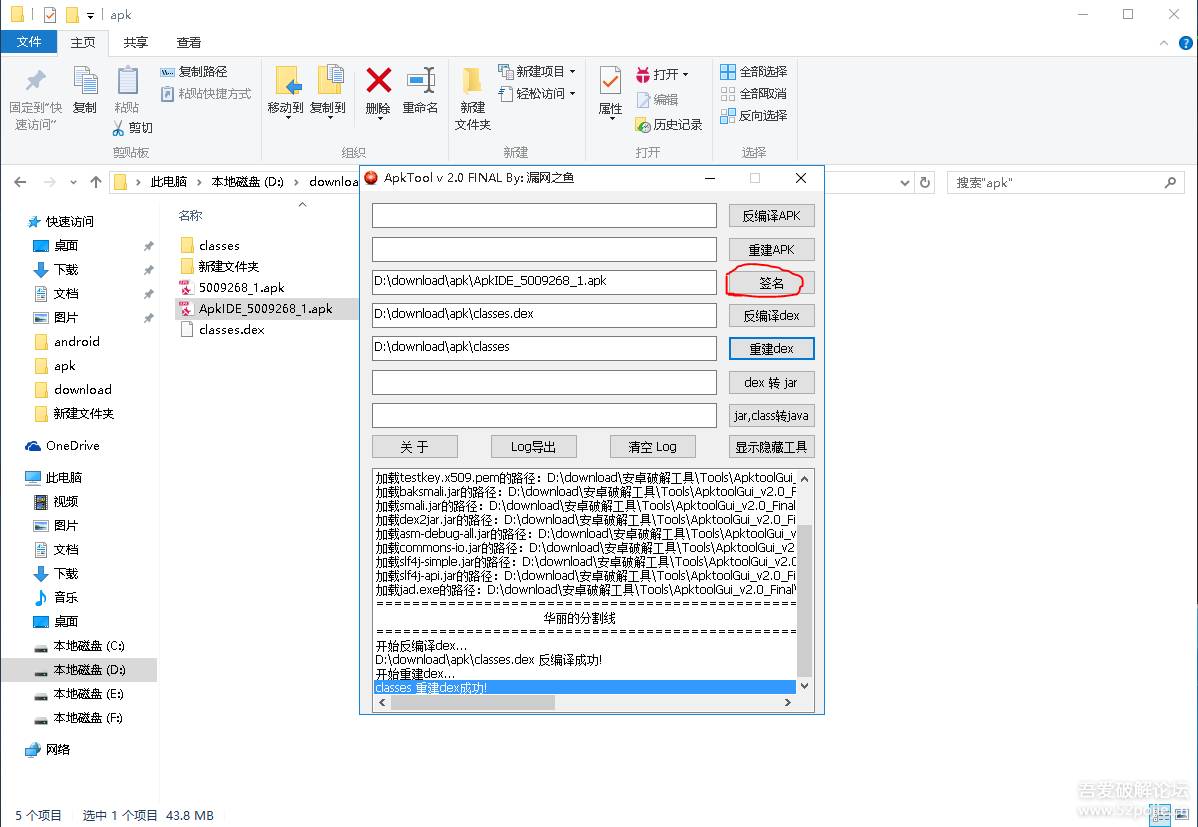 apk
文件 主页 共享 查看
固定到"快速访问"
复制
粘贴
复制路径
粘贴快捷方式
剪切
剪贴板
移动到
复制到
删除
重命名
组织
新建文件夹
新建项目
轻松访问
新建
属性
打开
编辑
历史记录
打开
全部选择
全部取消
反向选择
选择
此电脑 本地磁盘 (D:) downloa
搜索"apk"
快速访问
桌面
下载
文档
图片
android
apk
download
新建文件夹
OneDrive
此电脑
视频
图片
文档
下载
音乐
桌面
本地磁盘 (C:)
本地磁盘 (D:)
本地磁盘 (E:)
本地磁盘 (F:)
网络
名称
classes
新建文件夹
5009268_1.apk
ApkIDE_5009268_1.apk
classes.dex
ApkTool v 2.0 FINAL By: 漏网之鱼
反编译APK
重建APK
D:\download\apk\ApkIDE_5009268_1.apk 签名
D:\download\apk\classes.dex 反编译dex
D:\download\apk\classes 重建dex
dex 转 jar
jar,class转java
关 于 Log导出 清空 Log 显示隐藏工具
加载testkey.x509.pem的路径：D:\download\安卓破解工具\Tools\ApktoolGui_
加载baksmali.jar的路径：D:\download\安卓破解工具\Tools\ApktoolGui_v2.0_F
加载smali.jar的路径：D:\download\安卓破解工具\Tools\ApktoolGui_v2.0_Final
加载dex2jar.jar的路径：D:\download\安卓破解工具\Tools\ApktoolGui_v2.0_Fi
加载asm-debug-all.jar的路径：D:\download\安卓破解工具\Tools\ApktoolGui_v
加载commons-io.jar的路径：D:\download\安卓破解工具\Tools\ApktoolGui_v2
加载slf4j-simple.jar的路径：D:\download\安卓破解工具\Tools\ApktoolGui_v2.0
加载slf4j-api.jar的路径：D:\download\安卓破解工具\Tools\ApktoolGui_v2.0_Fi
加载jad.exe的路径：D:\download\安卓破解工具\Tools\ApktoolGui_v2.0_Final\
华丽的分割线
开始反编译dex...
D:\download\apk\classes.dex 反编译成功!
开始重建dex...
classes 重建dex成功!
5 个项目 选中 1 个项目 43.8 MB
吾爱破解论坛